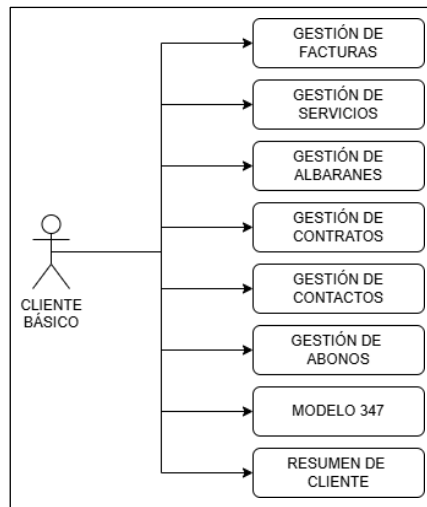 GESTIÓN DE
FACTURAS
GESTIÓN DE
SERVICIOS
GESTIÓN DE
ALBARANES
GESTIÓN DE
CONTRATOS
CLIENTE
BÁSICO
GESTIÓN DE
CONTACTOS
GESTIÓN DE
ABONOS
MODELO 347
RESUMEN DE
CLIENTE